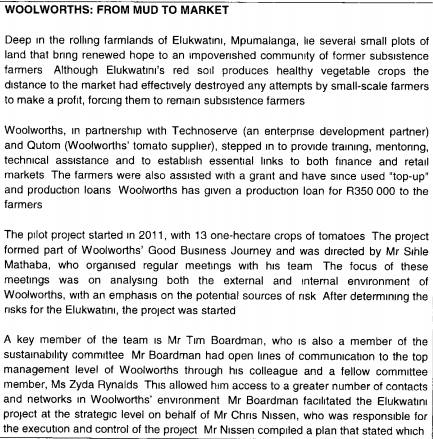 WOOLWORTHS: FROM MUD TO MARKET
Deep in the rolling farmlands of Elukwatini, Mpumalanga, lie several small plots of
land that bring renewed hope to an impoverished community of former subsistence
farmers Although Elukwatini's red soil produces healthy vegetable crops the
distance to the market had effectively destroyed any attempts by small-scale farmers
to make a profit, forcing them to remain subsistence farmers
Woolworths, in partnership with Technoserve (an enterprise development partner)
and Qutom (Woolworths' tomato supplier), stepped in to provide training, mentoring,
technical assistance and to establish essential links to both finance and retail
markets The farmers were also assisted with a grant and have since used "top-up"
and production loans Woolworths has given a production loan for R350 000 to the
farmers
The pilot project started in 2011, with 13 one-hectare crops of tomatoes The project
formed part of Woolworths' Good Business Journey and was directed by Mr Sihle
Mathaba, who organised regular meetings with his team The focus of these
meetings was on analysing both the external and internal environment of
Woolworths, with an emphasis on the potential sources of risk After determining the
risks for the Elukwatini, the project was started
A key member of the team is Mr Tim Boardman, who is also a member of the
sustainability committee Mr Boardman had open lines of communication to the top
management level of Woolworths through his colleague and a fellow committee
member, Ms Zyda Rynalds This allowed him access to a greater number of contacts
and networks in Woolworths' environment Mr Boardman facilitated the Elukwatini
project at the strategic level on behalf of Mr Chris Nissen, who was responsible for
the execution and control of the project Mr Nissen compiled a plan that stated which